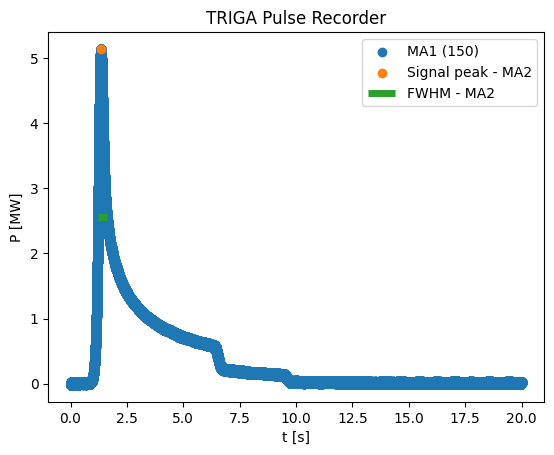 TRIGA Pulse Recorder
MA1 (150)
Signal peak - MA2
FWHM - MA2
P [MW]
5
4
3
2
1
0
0.0 2.5 5.0 7.5 10.0 12.5 15.0 17.5 20.0
t [s]